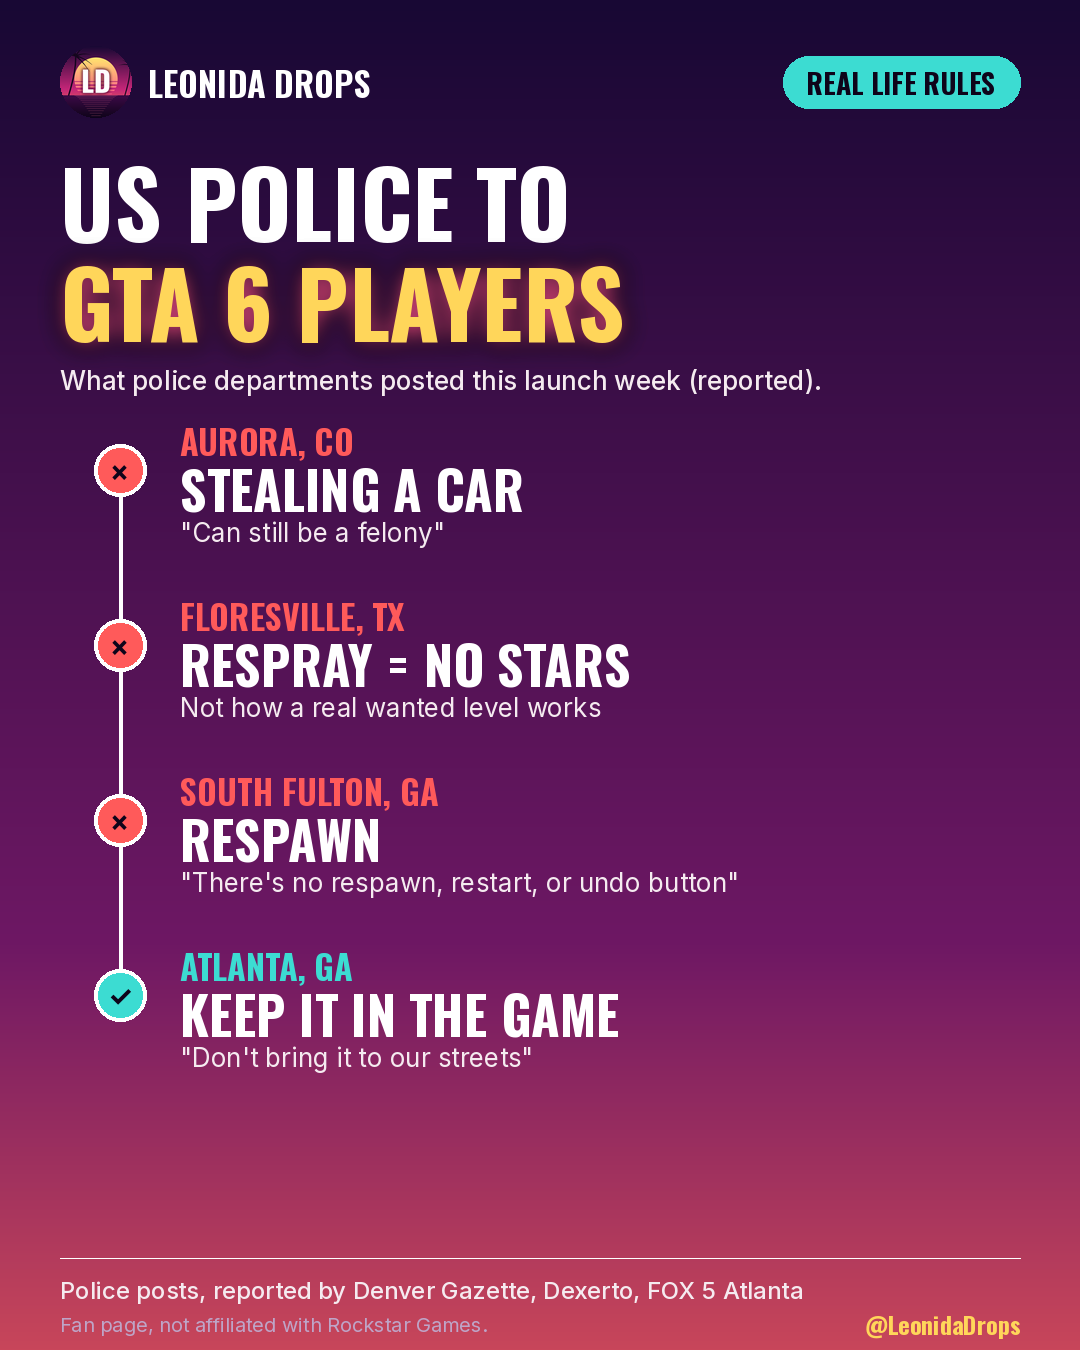 LD
LEONIDA DROPS
REAL LIFE RULES
US POLICE TO
GTA 6 PLAYERS
What police departments posted this launch week (reported).
AURORA, CO
STEALING A CAR
"Can still be a felony"
FLORESVILLE, TX
RESPRAY = NO STARS
Not how a real wanted level works
SOUTH FULTON, GA
RESPAWN
"There's no respawn, restart, or undo button"
ATLANTA, GA
KEEP IT IN THE GAME
"Don't bring it to our streets"
Police posts, reported by Denver Gazette, Dexerto, FOX 5 Atlanta
Fan page, not affiliated with Rockstar Games.
@LeonidaDrops